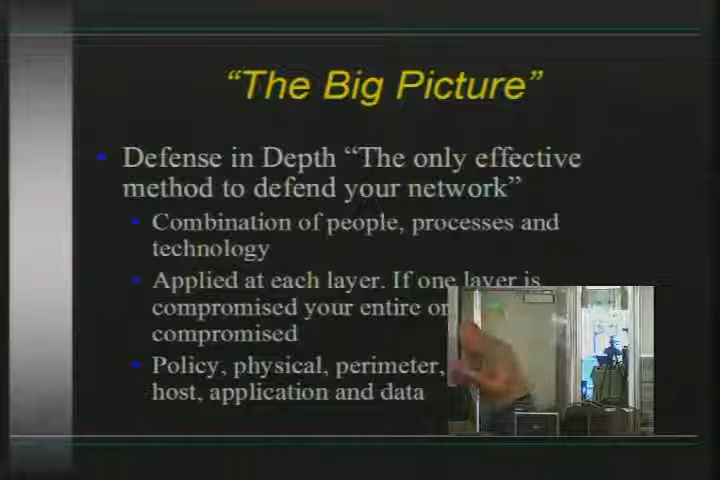 “The Big Picture”
Defense in Depth “The only effective
method to defend your network”
Combination of people, processes and
technology
Applied at each layer. If one layer is
compromised your entire
compromised
Policy, physical, perimeter,
host, application and data